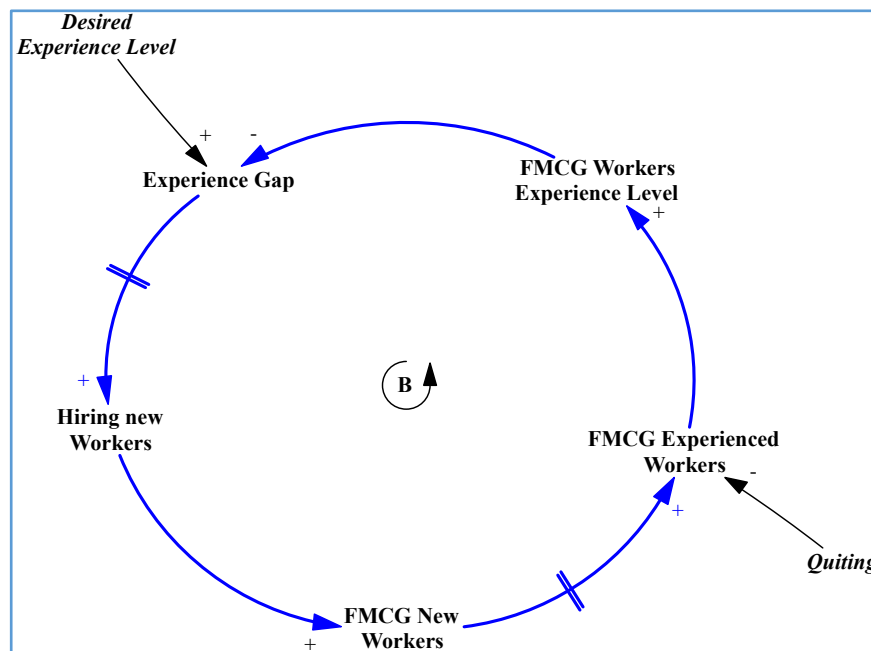 Desired
Experience Level
+
-
Experience Gap
FMCG Workers
Experience Level
+
+
B
Hiring new
Workers
FMCG Experienced
Workers
-
+
Quiting
FMCG New
Workers
+